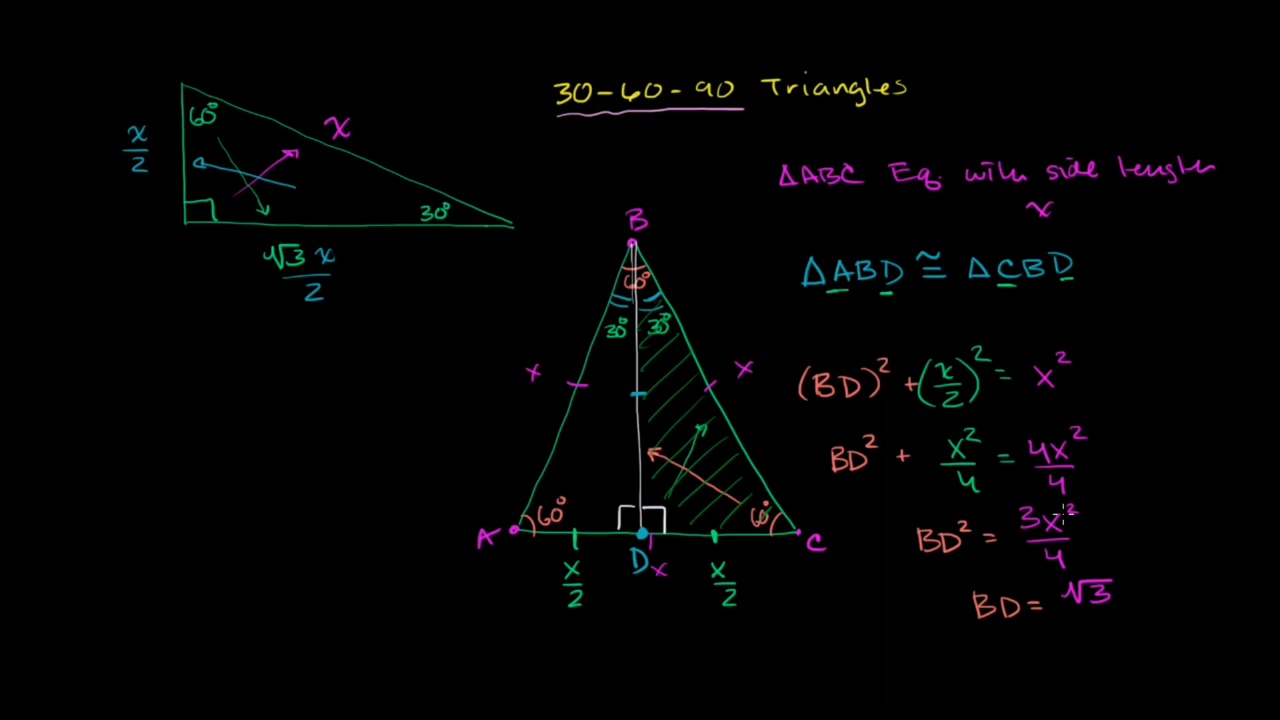 30-60-90 Triangles
60°
x
x/2
30°
√3 x/2
ΔABC Eq. with side length
x
B
60°
30° 30°
ΔABD ≅ ΔCBD
x x
(BD)² + (x/2)² = x²
BD² + x²/4 = 4x²/4
A 60° 60° C
D x
x/2 x/2
BD² = 3x²/4
BD = √3